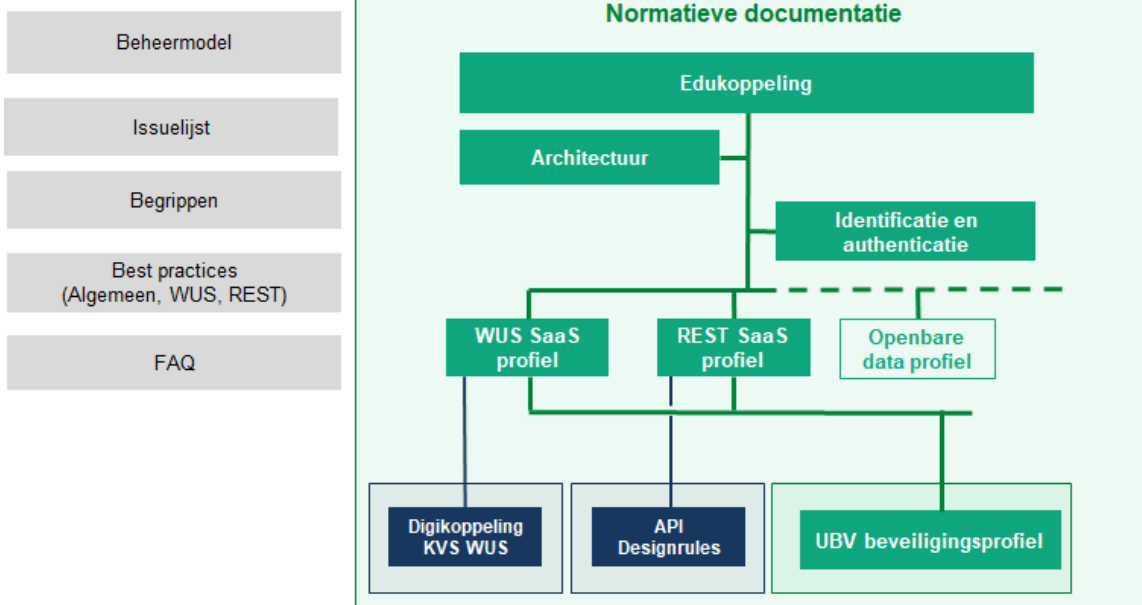 Beheermodel
Issuelijst
Begrippen
Best practices
(Algemeen, WUS, REST)
FAQ
Normatieve documentatie
Edukoppeling
Architectuur
Identificatie en
authenticatie
WUS SaaS
profiel
REST SaaS
profiel
Openbare
data profiel
Digikoppeling
KVS WUS
API
Designrules
UBV beveiligingsprofiel